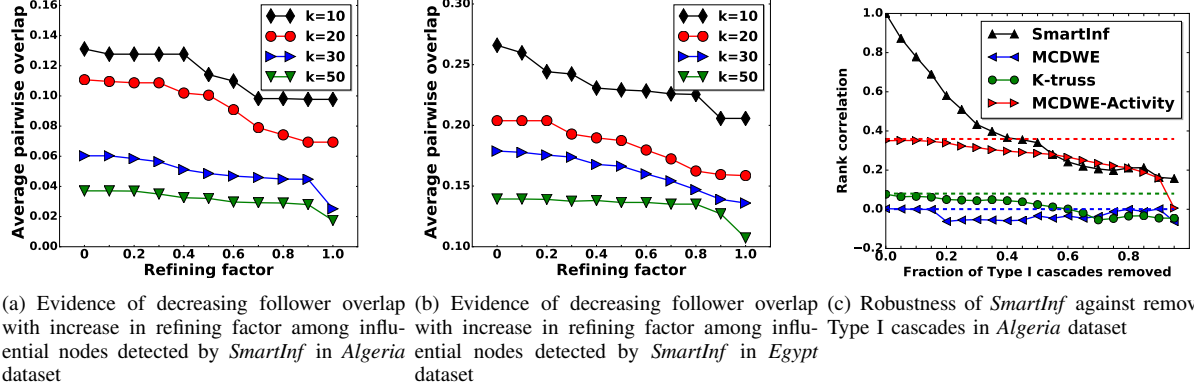 0.16
0.14
0.12
0.10
0.08
0.06
0.04
0.02
0.00
Average pairwise overlap
0 0.2 0.4 0.6 0.8 1.0
Refining factor
k=10
k=20
k=30
k=50
0.30
0.25
0.20
0.15
0.10
Average pairwise overlap
0 0.2 0.4 0.6 0.8 1.0
Refining factor
k=10
k=20
k=30
k=50
1.0
0.8
0.6
0.4
0.2
0.0
−0.2
Rank correlation
0.0 0.2 0.4 0.6 0.8
Fraction of Type I cascades removed
SmartInf
MCDWE
K-truss
MCDWE-Activity
(a) Evidence of decreasing follower overlap
with increase in refining factor among influ-
ential nodes detected by SmartInf in Algeria
dataset
(b) Evidence of decreasing follower overlap
with increase in refining factor among influ-
ential nodes detected by SmartInf in Egypt
dataset
(c) Robustness of SmartInf against remov
Type I cascades in Algeria dataset